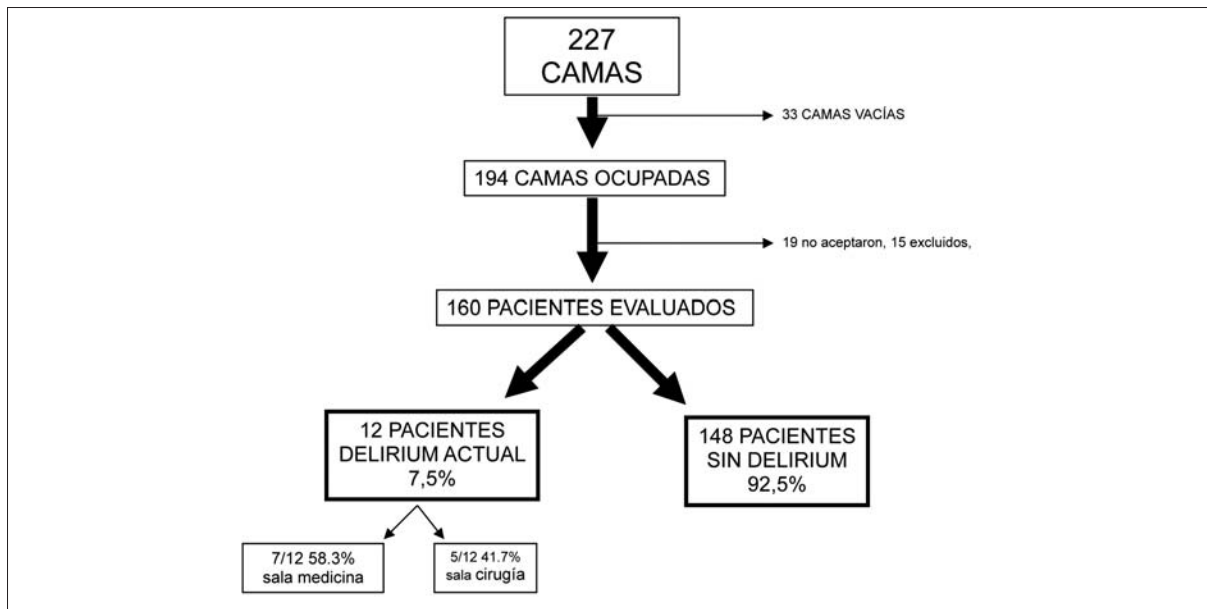 227
CAMAS
33 CAMAS VACÍAS
194 CAMAS OCUPADAS
19 no aceptaron, 15 excluidos,
160 PACIENTES EVALUADOS
12 PACIENTES
DELIRIUM ACTUAL
7,5%
148 PACIENTES
SIN DELIRIUM
92,5%
7/12 58.3%
sala medicina
5/12 41.7%
sala cirugía